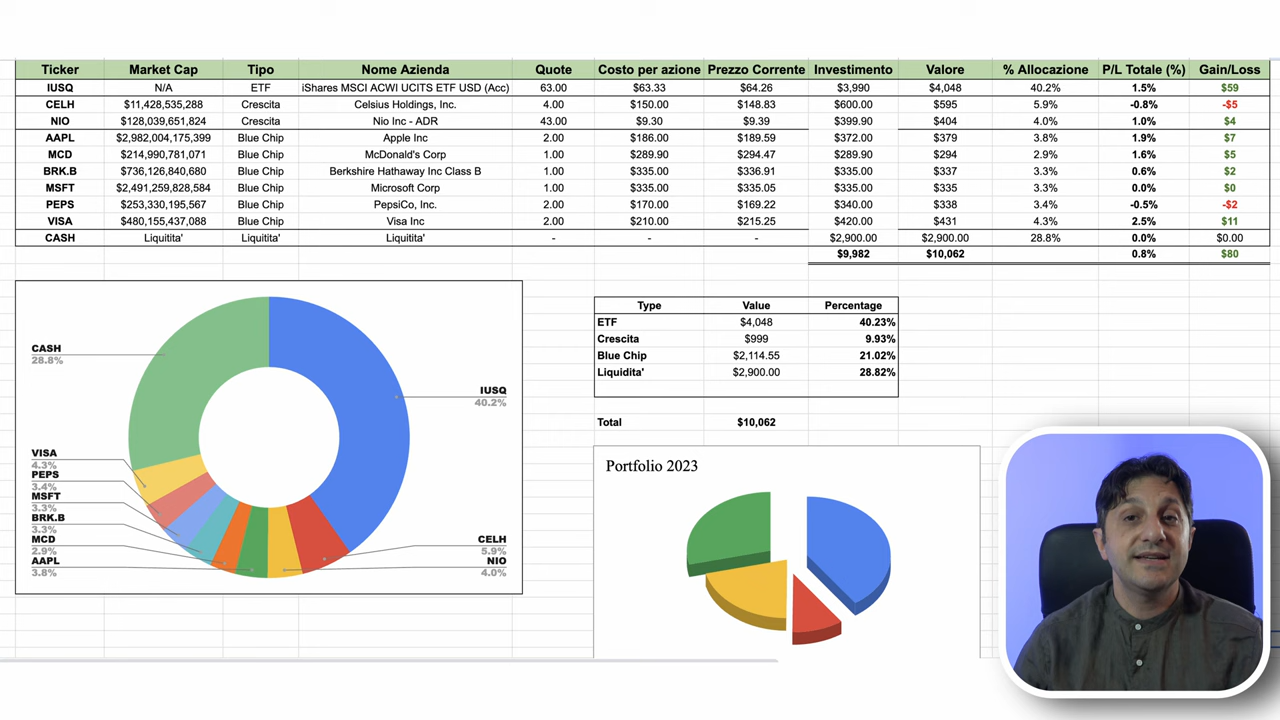 Ticker Market Cap Tipo Nome Azienda Quote Costo per azione Prezzo Corrente Investimento Valore % Allocazione P/L Totale (%) Gain/Loss
IUSQ N/A ETF iShares MSCI ACWI UCITS ETF USD (Acc) 63.00 $63.33 $64.26 $3,990 $4,048 40.2% 1.5% $59
CELH $11,428,535,288 Crescita Celsius Holdings, Inc. 4.00 $150.00 $148.83 $600.00 $595 5.9% -0.8% -$5
NIO $128,039,651,824 Crescita Nio Inc - ADR 43.00 $9.30 $9.39 $399.90 $404 4.0% 1.0% $4
AAPL $2,982,004,175,399 Blue Chip Apple Inc 2.00 $186.00 $189.59 $372.00 $379 3.8% 1.9% $7
MCD $214,990,781,071 Blue Chip McDonald's Corp 1.00 $289.90 $294.47 $289.90 $294 2.9% 1.6% $5
BRK.B $736,126,840,680 Blue Chip Berkshire Hathaway Inc Class B 1.00 $335.00 $336.91 $335.00 $337 3.3% 0.6% $2
MSFT $2,491,259,828,584 Blue Chip Microsoft Corp 1.00 $335.00 $335.05 $335.00 $335 3.3% 0.0% $0
PEPS $253,330,195,567 Blue Chip PepsiCo, Inc. 2.00 $170.00 $169.22 $340.00 $338 3.4% -0.5% -$2
VISA $480,155,437,088 Blue Chip Visa Inc 2.00 $210.00 $215.25 $420.00 $431 4.3% 2.5% $11
CASH Liquitita' Liquitita' Liquitita' - - - $2,900.00 $2,900.00 28.8% 0.0% $0.00
$9,982 $10,062 0.8% $80
CASH
28.8%
IUSQ
40.2%
VISA
4.3%
PEPS
3.4%
MSFT
3.3%
BRK.B
3.3%
MCD
2.9%
AAPL
3.8%
CELH
5.9%
NIO
4.0%
Type Value Percentage
ETF $4,048 40.23%
Crescita $999 9.93%
Blue Chip $2,114.55 21.02%
Liquidita' $2,900.00 28.82%
Total $10,062
Portfolio 2023